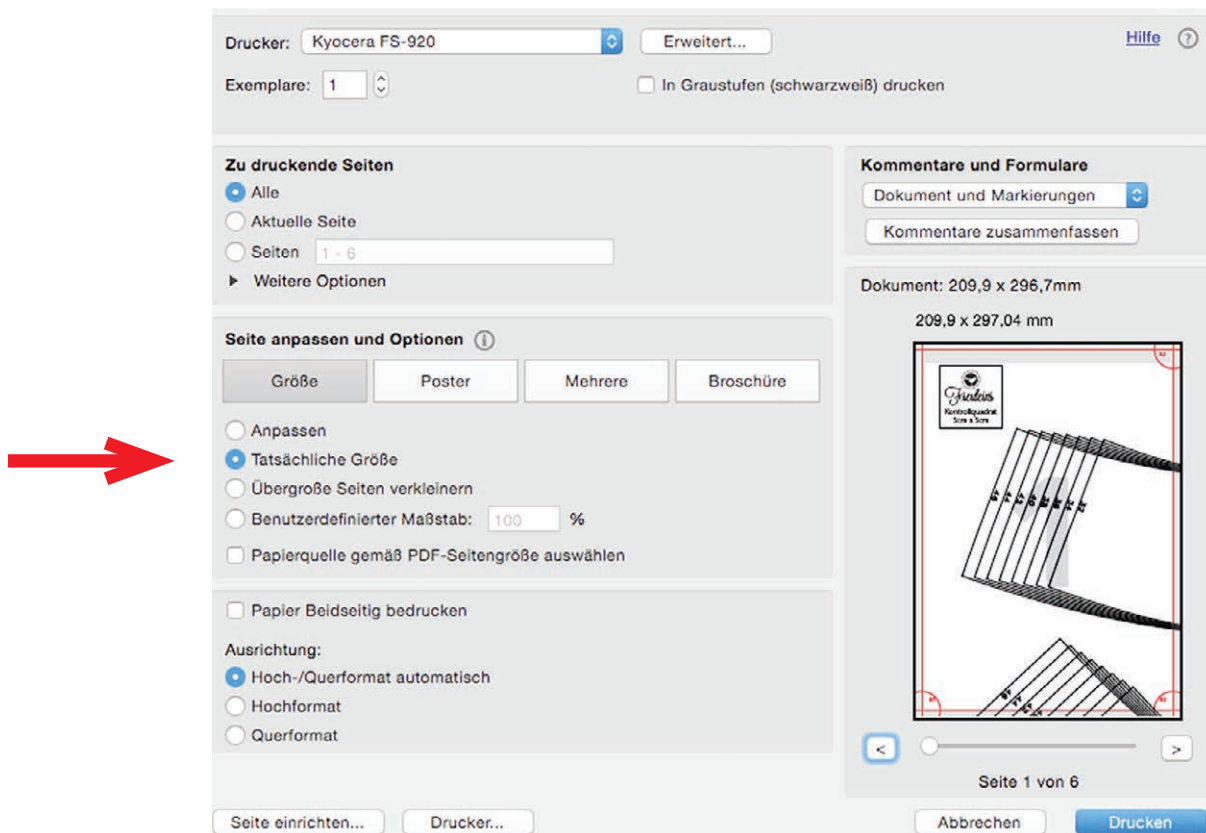 Drucker: Kyocera FS-920 Erweitert... Hilfe ?
Exemplare: 1 In Graustufen (schwarzweiß) drucken
Zu druckende Seiten
Alle
Aktuelle Seite
Seiten 1 - 6
Weitere Optionen
Kommentare und Formulare
Dokument und Markierungen
Kommentare zusammenfassen
Seite anpassen und Optionen i
Größe Poster Mehrere Broschüre
Anpassen
Tatsächliche Größe
Übergroße Seiten verkleinern
Benutzerdefinierter Maßstab: 100 %
Papierquelle gemäß PDF-Seitengröße auswählen
Papier Beidseitig bedrucken
Ausrichtung:
Hoch-/Querformat automatisch
Hochformat
Querformat
Dokument: 209,9 x 296,7mm
209,9 x 297,04 mm
Kontrollquadrat
5cm x 5cm
< >
Seite 1 von 6
Seite einrichten... Drucker... Abbrechen Drucken